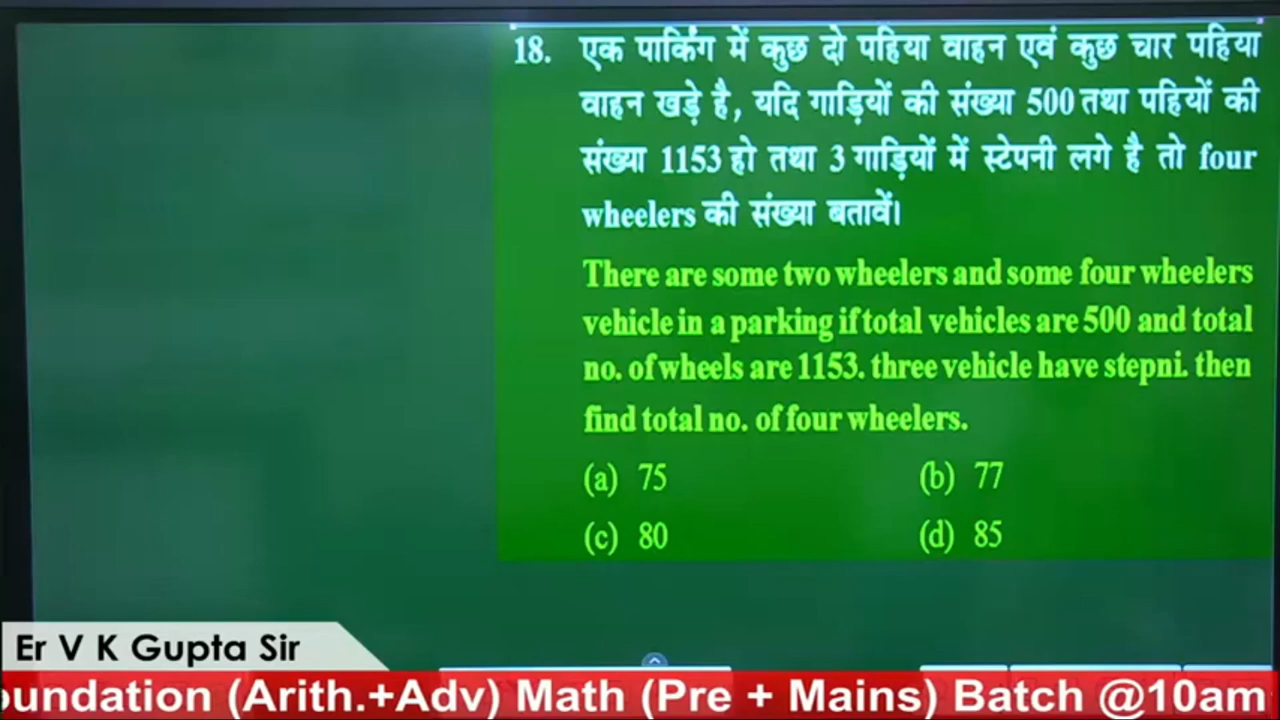 18. एक पार्किंग में कुछ दो पहिया वाहन एवं कुछ चार पहिया
वाहन खड़े है, यदि गाड़ियों की संख्या 500 तथा पहियों की
संख्या 1153 हो तथा 3 गाड़ियों में स्टेपनी लगे है तो four
wheelers की संख्या बतावें।
There are some two wheelers and some four wheelers
vehicle in a parking if total vehicles are 500 and total
no. of wheels are 1153. three vehicle have stepni. then
find total no. of four wheelers.
(a) 75 (b) 77
(c) 80 (d) 85
Er V K Gupta Sir
oundation (Arith.+Adv) Math (Pre + Mains) Batch @10am